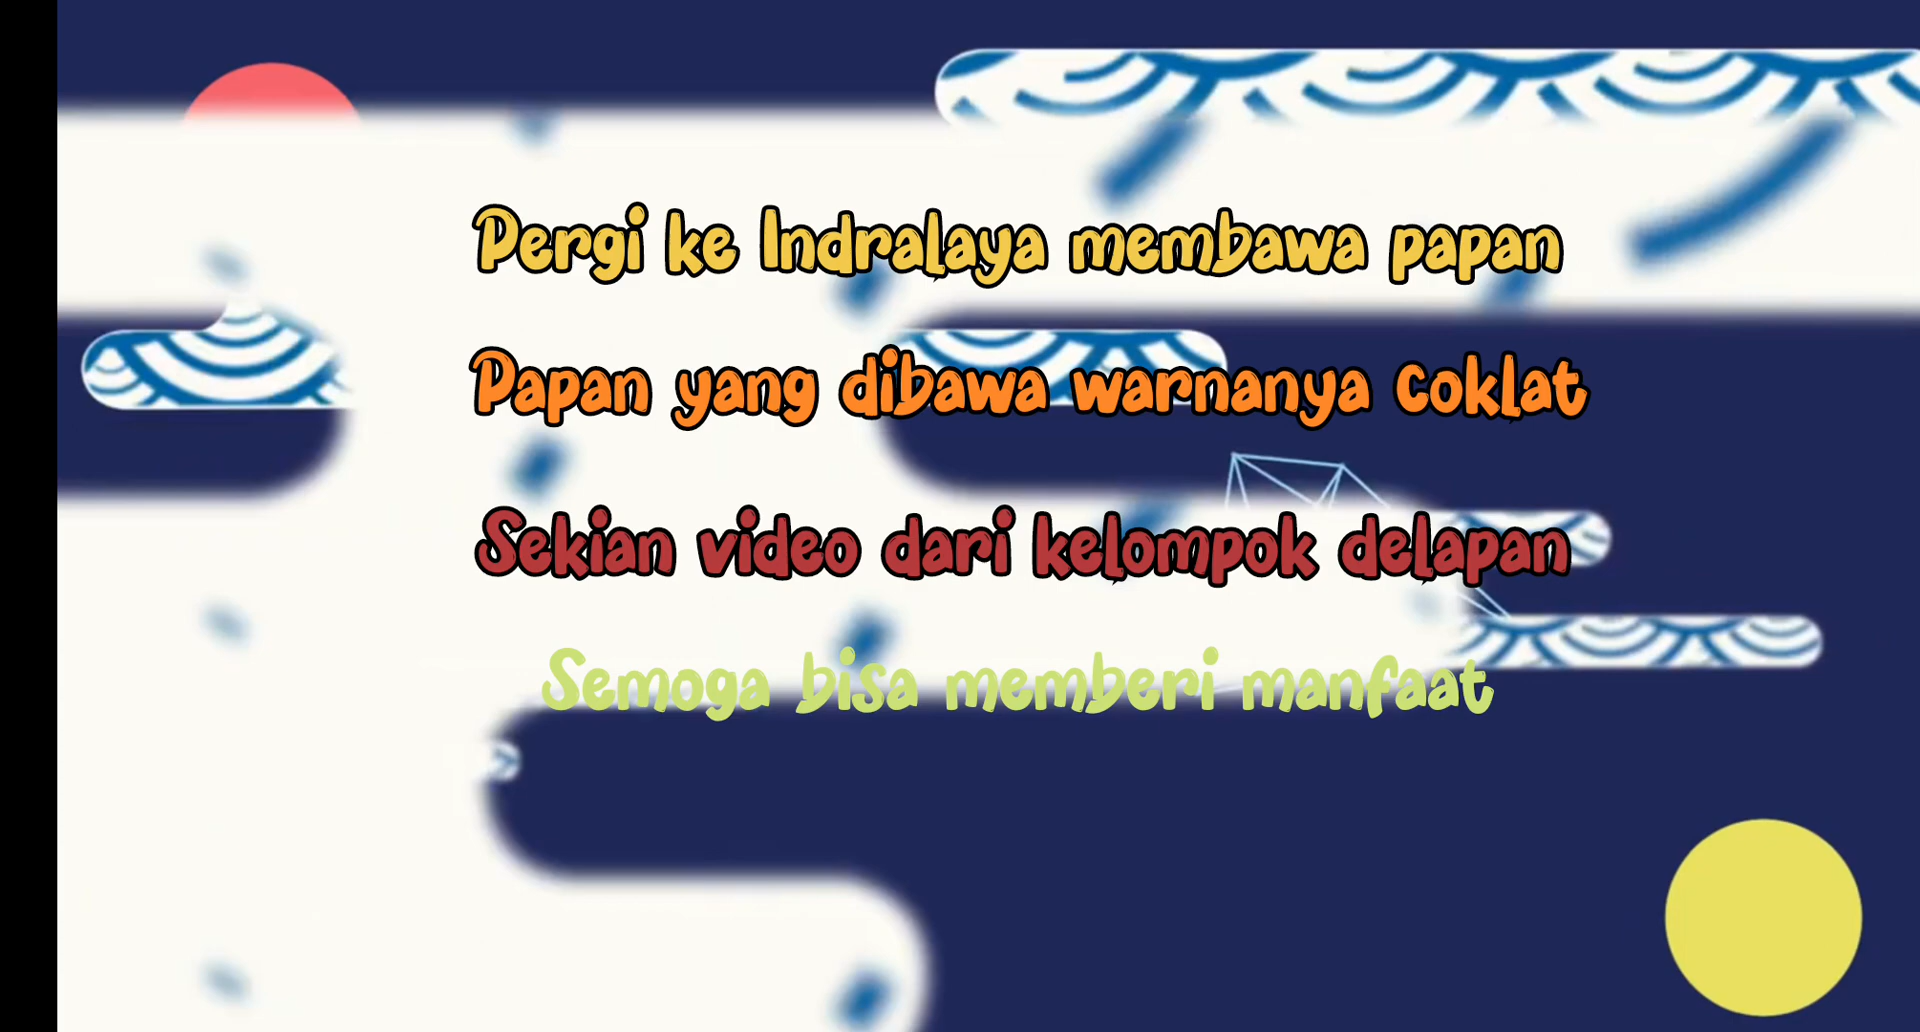 Pergi ke Indralaya membawa papan
Papan yang dibawa warnanya coklat
Sekian video dari kelompok delapan
Semoga bisa memberi manfaat